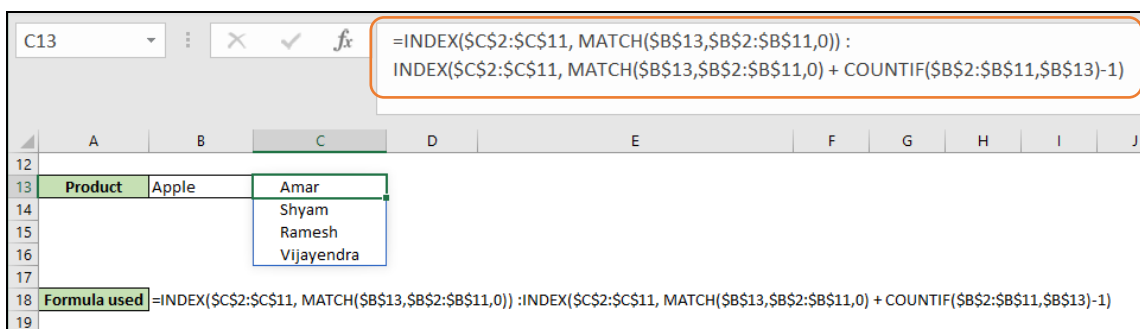 C13 fx =INDEX($C$2:$C$11, MATCH($B$13,$B$2:$B$11,0)) :
INDEX($C$2:$C$11, MATCH($B$13,$B$2:$B$11,0) + COUNTIF($B$2:$B$11,$B$13)-1)
A B C D E F G H I J
12
13 Product Apple Amar
14 Shyam
15 Ramesh
16 Vijayendra
17
18 Formula used =INDEX($C$2:$C$11, MATCH($B$13,$B$2:$B$11,0)) :INDEX($C$2:$C$11, MATCH($B$13,$B$2:$B$11,0) + COUNTIF($B$2:$B$11,$B$13)-1)
19